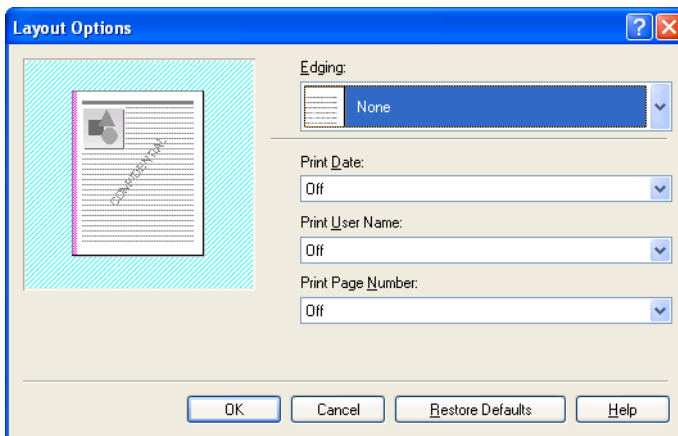 Layout Options
Edging:
None
CONFIDENTIAL
Print Date:
Off
Print User Name:
Off
Print Page Number:
Off
OK Cancel Restore Defaults Help